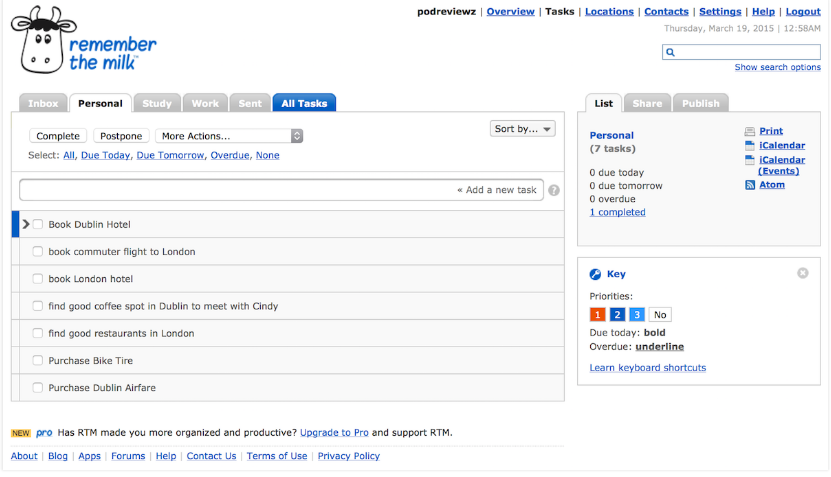 podreviewz | Overview | Tasks | Locations | Contacts | Settings | Help | Logout
Thursday, March 19, 2015 | 12:58AM
remember
the milk™
Show search options
Inbox Personal Study Work Sent All Tasks
Complete Postpone More Actions... Sort by...
Select: All, Due Today, Due Tomorrow, Overdue, None
« Add a new task ?
Book Dublin Hotel
book commuter flight to London
book London hotel
find good coffee spot in Dublin to meet with Cindy
find good restaurants in London
Purchase Bike Tire
Purchase Dublin Airfare
List Share Publish
Personal
(7 tasks)
0 due today
0 due tomorrow
0 overdue
1 completed
Print
iCalendar
iCalendar
(Events)
Atom
Key
Priorities:
1 2 3 No
Due today: bold
Overdue: underline
Learn keyboard shortcuts
NEW pro Has RTM made you more organized and productive? Upgrade to Pro and support RTM.
About | Blog | Apps | Forums | Help | Contact Us | Terms of Use | Privacy Policy